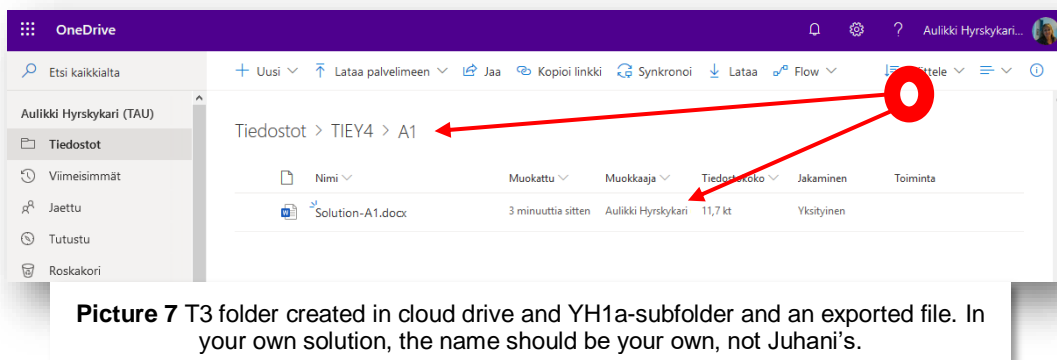 OneDrive
? Aulikki Hyrskykari...
Etsi kaikkialta
+ Uusi Lataa palvelimeen Jaa Kopioi linkki Synkronoi Lataa Flow
Aulikki Hyrskykari (TAU)
Tiedostot
Viimeisimmät
Jaettu
Tutustu
Roskakori
Tiedostot > TIEY4 > A1
Nimi Muokattu Muokkaaja Tiedostokoko Jakaminen Toiminta
Solution-A1.docx 3 minuuttia sitten Aulikki Hyrskykari 11,7 kt Yksityinen
Picture 7 T3 folder created in cloud drive and YH1a-subfolder and an exported file. In
your own solution, the name should be your own, not Juhani's.